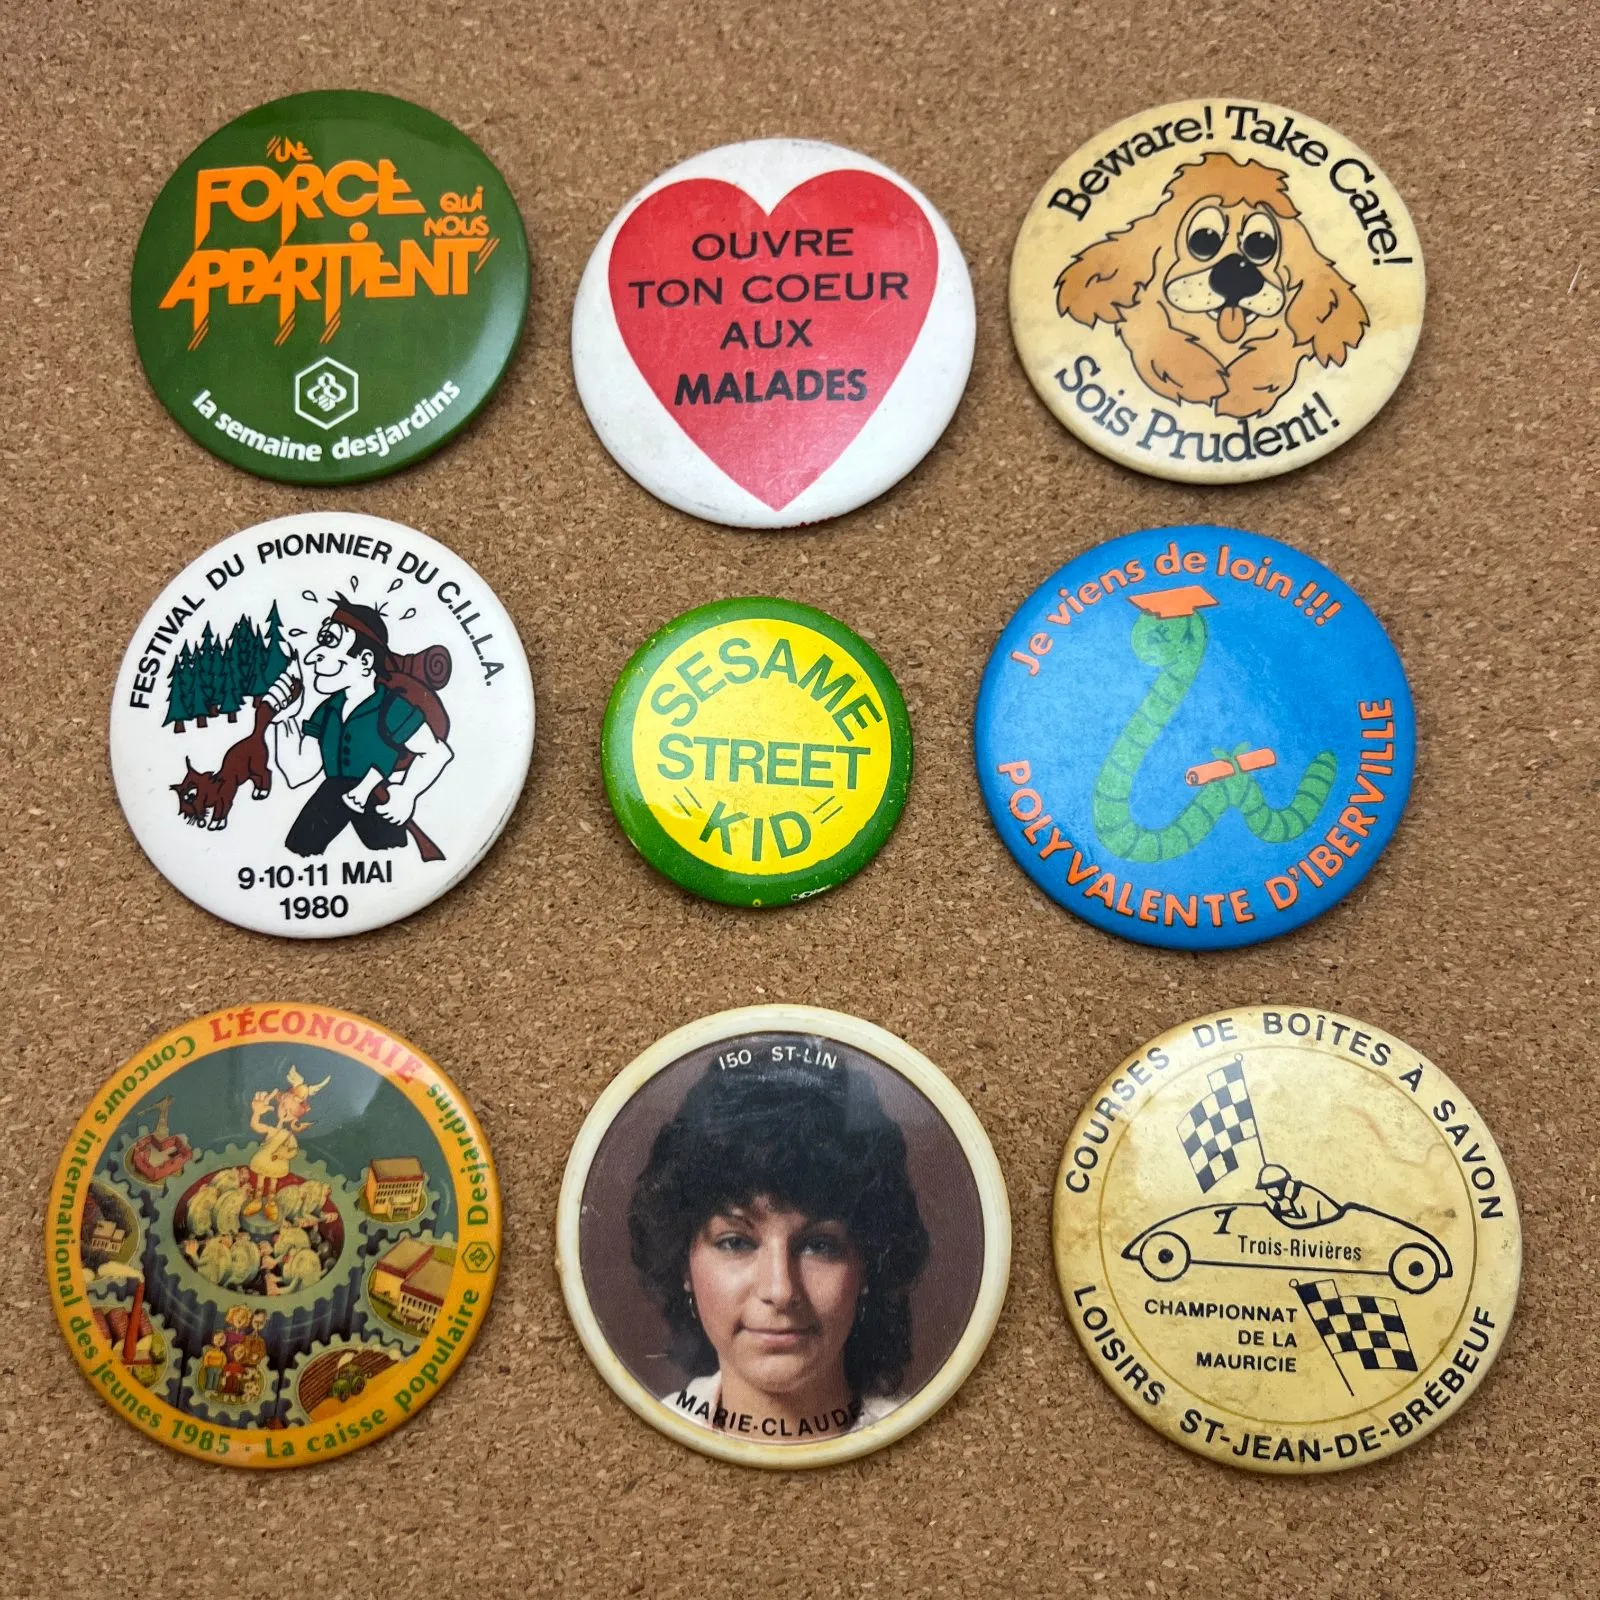 UNE
FORCE
QUI
NOUS
APPARTIENT
la semaine desjardins
OUVRE
TON COEUR
AUX
MALADES
Beware! Take Care!
Sois Prudent!
FESTIVAL DU PIONNIER DU C.I.L.L.A.
9·10·11 MAI
1980
SESAME
STREET
KID
Je viens de loin!!!
POLYVALENTE D'IBERVILLE
L'ÉCONOMIE
Concours international des jeunes 1985 - La caisse populaire Desjardins
150 ST-LIN
MARIE-CLAUDE
COURSES DE BOÎTES À SAVON
1
Trois-Rivières
CHAMPIONNAT
DE LA
MAURICIE
LOISIRS ST-JEAN-DE-BRÉBEUF